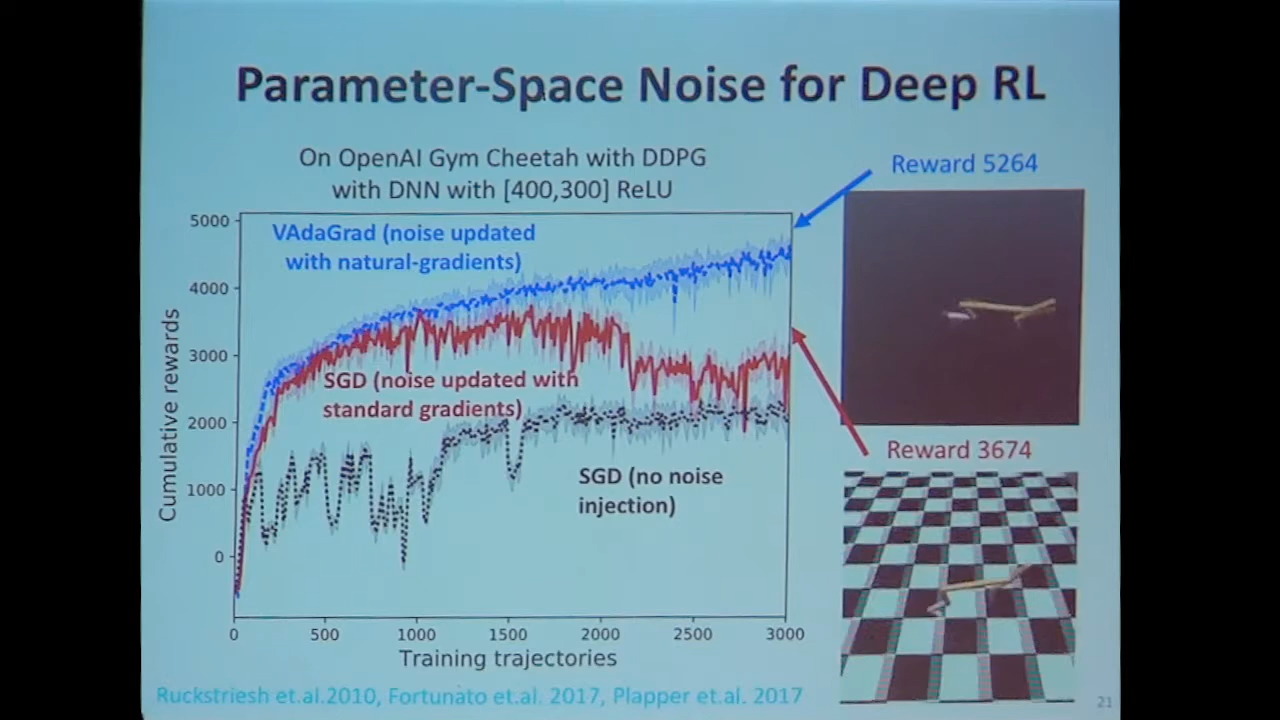 Parameter-Space Noise for Deep RL
On OpenAI Gym Cheetah with DDPG
with DNN with [400,300] ReLU
Reward 5264
VAdaGrad (noise updated
with natural-gradients)
SGD (noise updated with
standard gradients)
SGD (no noise
injection)
Reward 3674
Cumulative rewards
5000
4000
3000
2000
1000
0
0 500 1000 1500 2000 2500 3000
Training trajectories
Ruckstriesh et.al.2010, Fortunato et.al. 2017, Plapper et.al. 2017
21